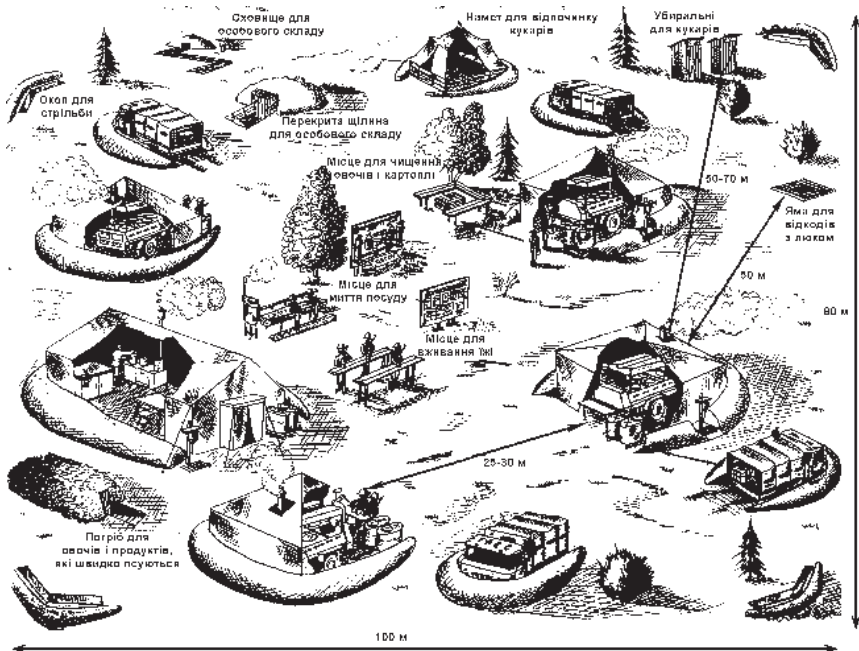 Сховище для
особового складу
Намет для відпочинку
кухарів
Убиральні
для кухарів
Окоп для
стрільби
Перекрита щілина
для особового складу
Місце для чищення
овочів і картоплі
50-70 м
Яма для
відходів
з люком
50 м
Місце для
миття посуду
80 м
Місце для
вживання їжі
25-30 м
Погріб для
овочів і продуктів,
які швидко псуються
100 м